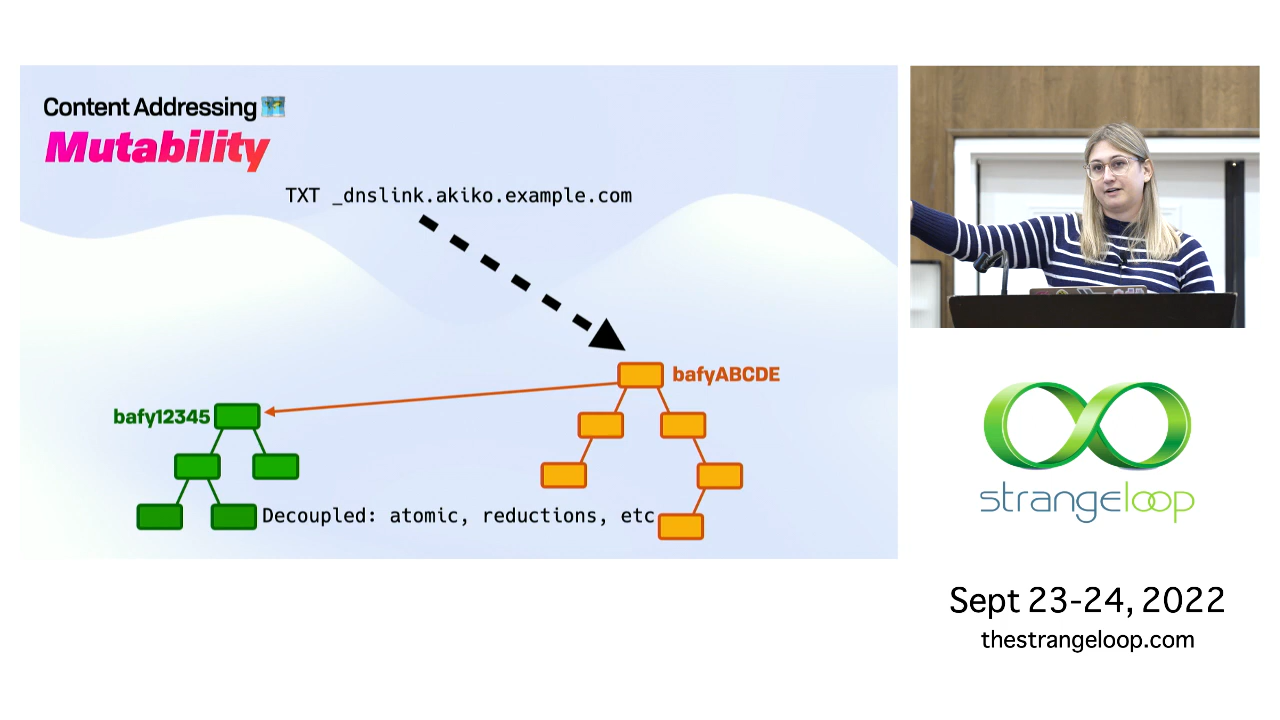 Content Addressing
Mutability
TXT _dnslink.akiko.example.com
bafyABCDE
bafy12345
Decoupled: atomic, reductions, etc
strangeloop
Sept 23-24, 2022
thestrangeloop.com